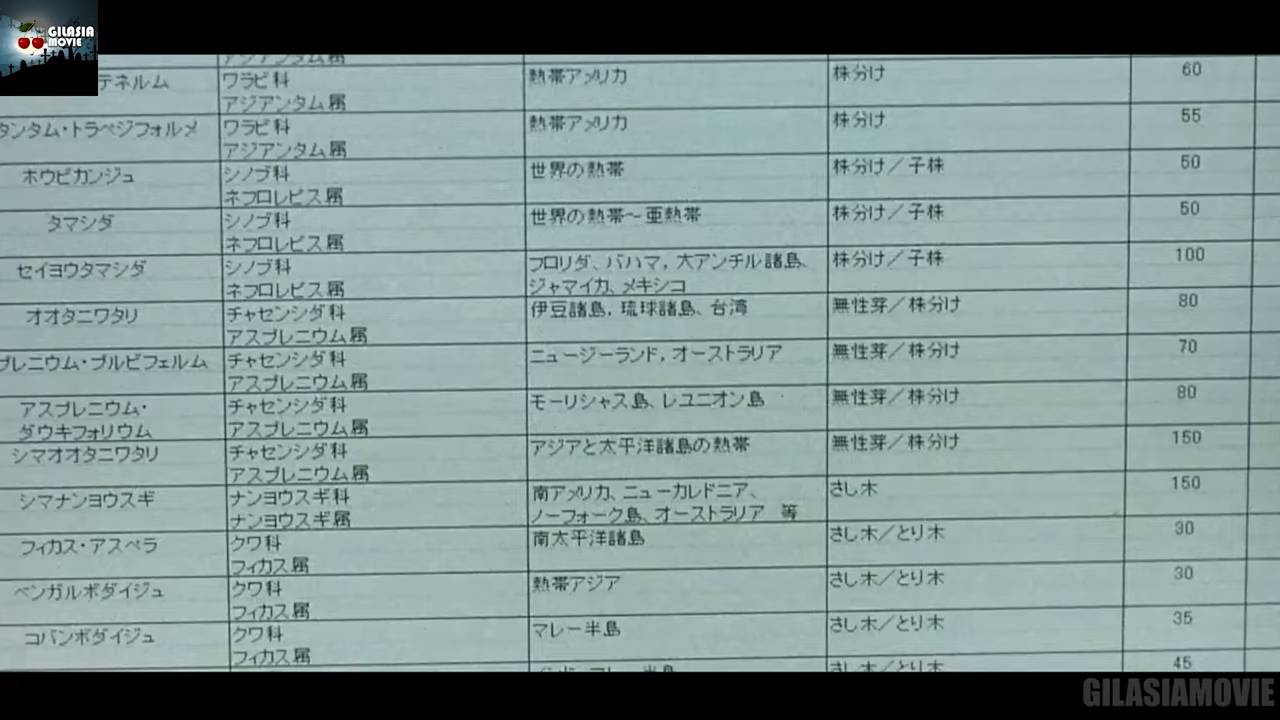 GILASIA
MOVIE
アジアンタム属
テネルム ワラビ科 熱帯アメリカ 株分け 60
アジアンタム属
タンタム・トラペジフォルメ ワラビ科 熱帯アメリカ 株分け 55
アジアンタム属
ホウビカンジュ シノブ科 世界の熱帯 株分け／子株 50
ネフロレピス属
タマシダ シノブ科 世界の熱帯～亜熱帯 株分け／子株 50
ネフロレピス属
セイヨウタマシダ シノブ科 フロリダ、バハマ，大アンチル諸島、 株分け／子株 100
ネフロレピス属 ジャマイカ、メキシコ
オオタニワタリ チャセンシダ科 伊豆諸島，琉球諸島、台湾 無性芽／株分け 80
アスプレニウム属
プレニウム・ブルビフェルム チャセンシダ科 ニュージーランド，オーストラリア 無性芽／株分け 70
アスプレニウム属
アスプレニウム・ チャセンシダ科 モーリシャス島、レユニオン島 無性芽／株分け 80
ダウキフォリウム アスプレニウム属
シマオオタニワタリ チャセンシダ科 アジアと太平洋諸島の熱帯 無性芽／株分け 150
アスプレニウム属
シマナンヨウスギ ナンヨウスギ科 南アメリカ、ニューカルドニア、 さし木 150
ナンヨウスギ属 ノーフォーク島、オーストラリア 等
フィカス・アスペラ クワ科 南太平洋諸島 さし木／とり木 30
フィカス属
ベンガルボダイジュ クワ科 熱帯アジア さし木／とり木 30
フィカス属
コバンボダイジュ クワ科 マレー半島 さし木／とり木 35
フィカス属
さし木／とり木 45
GILASIAMOVIE